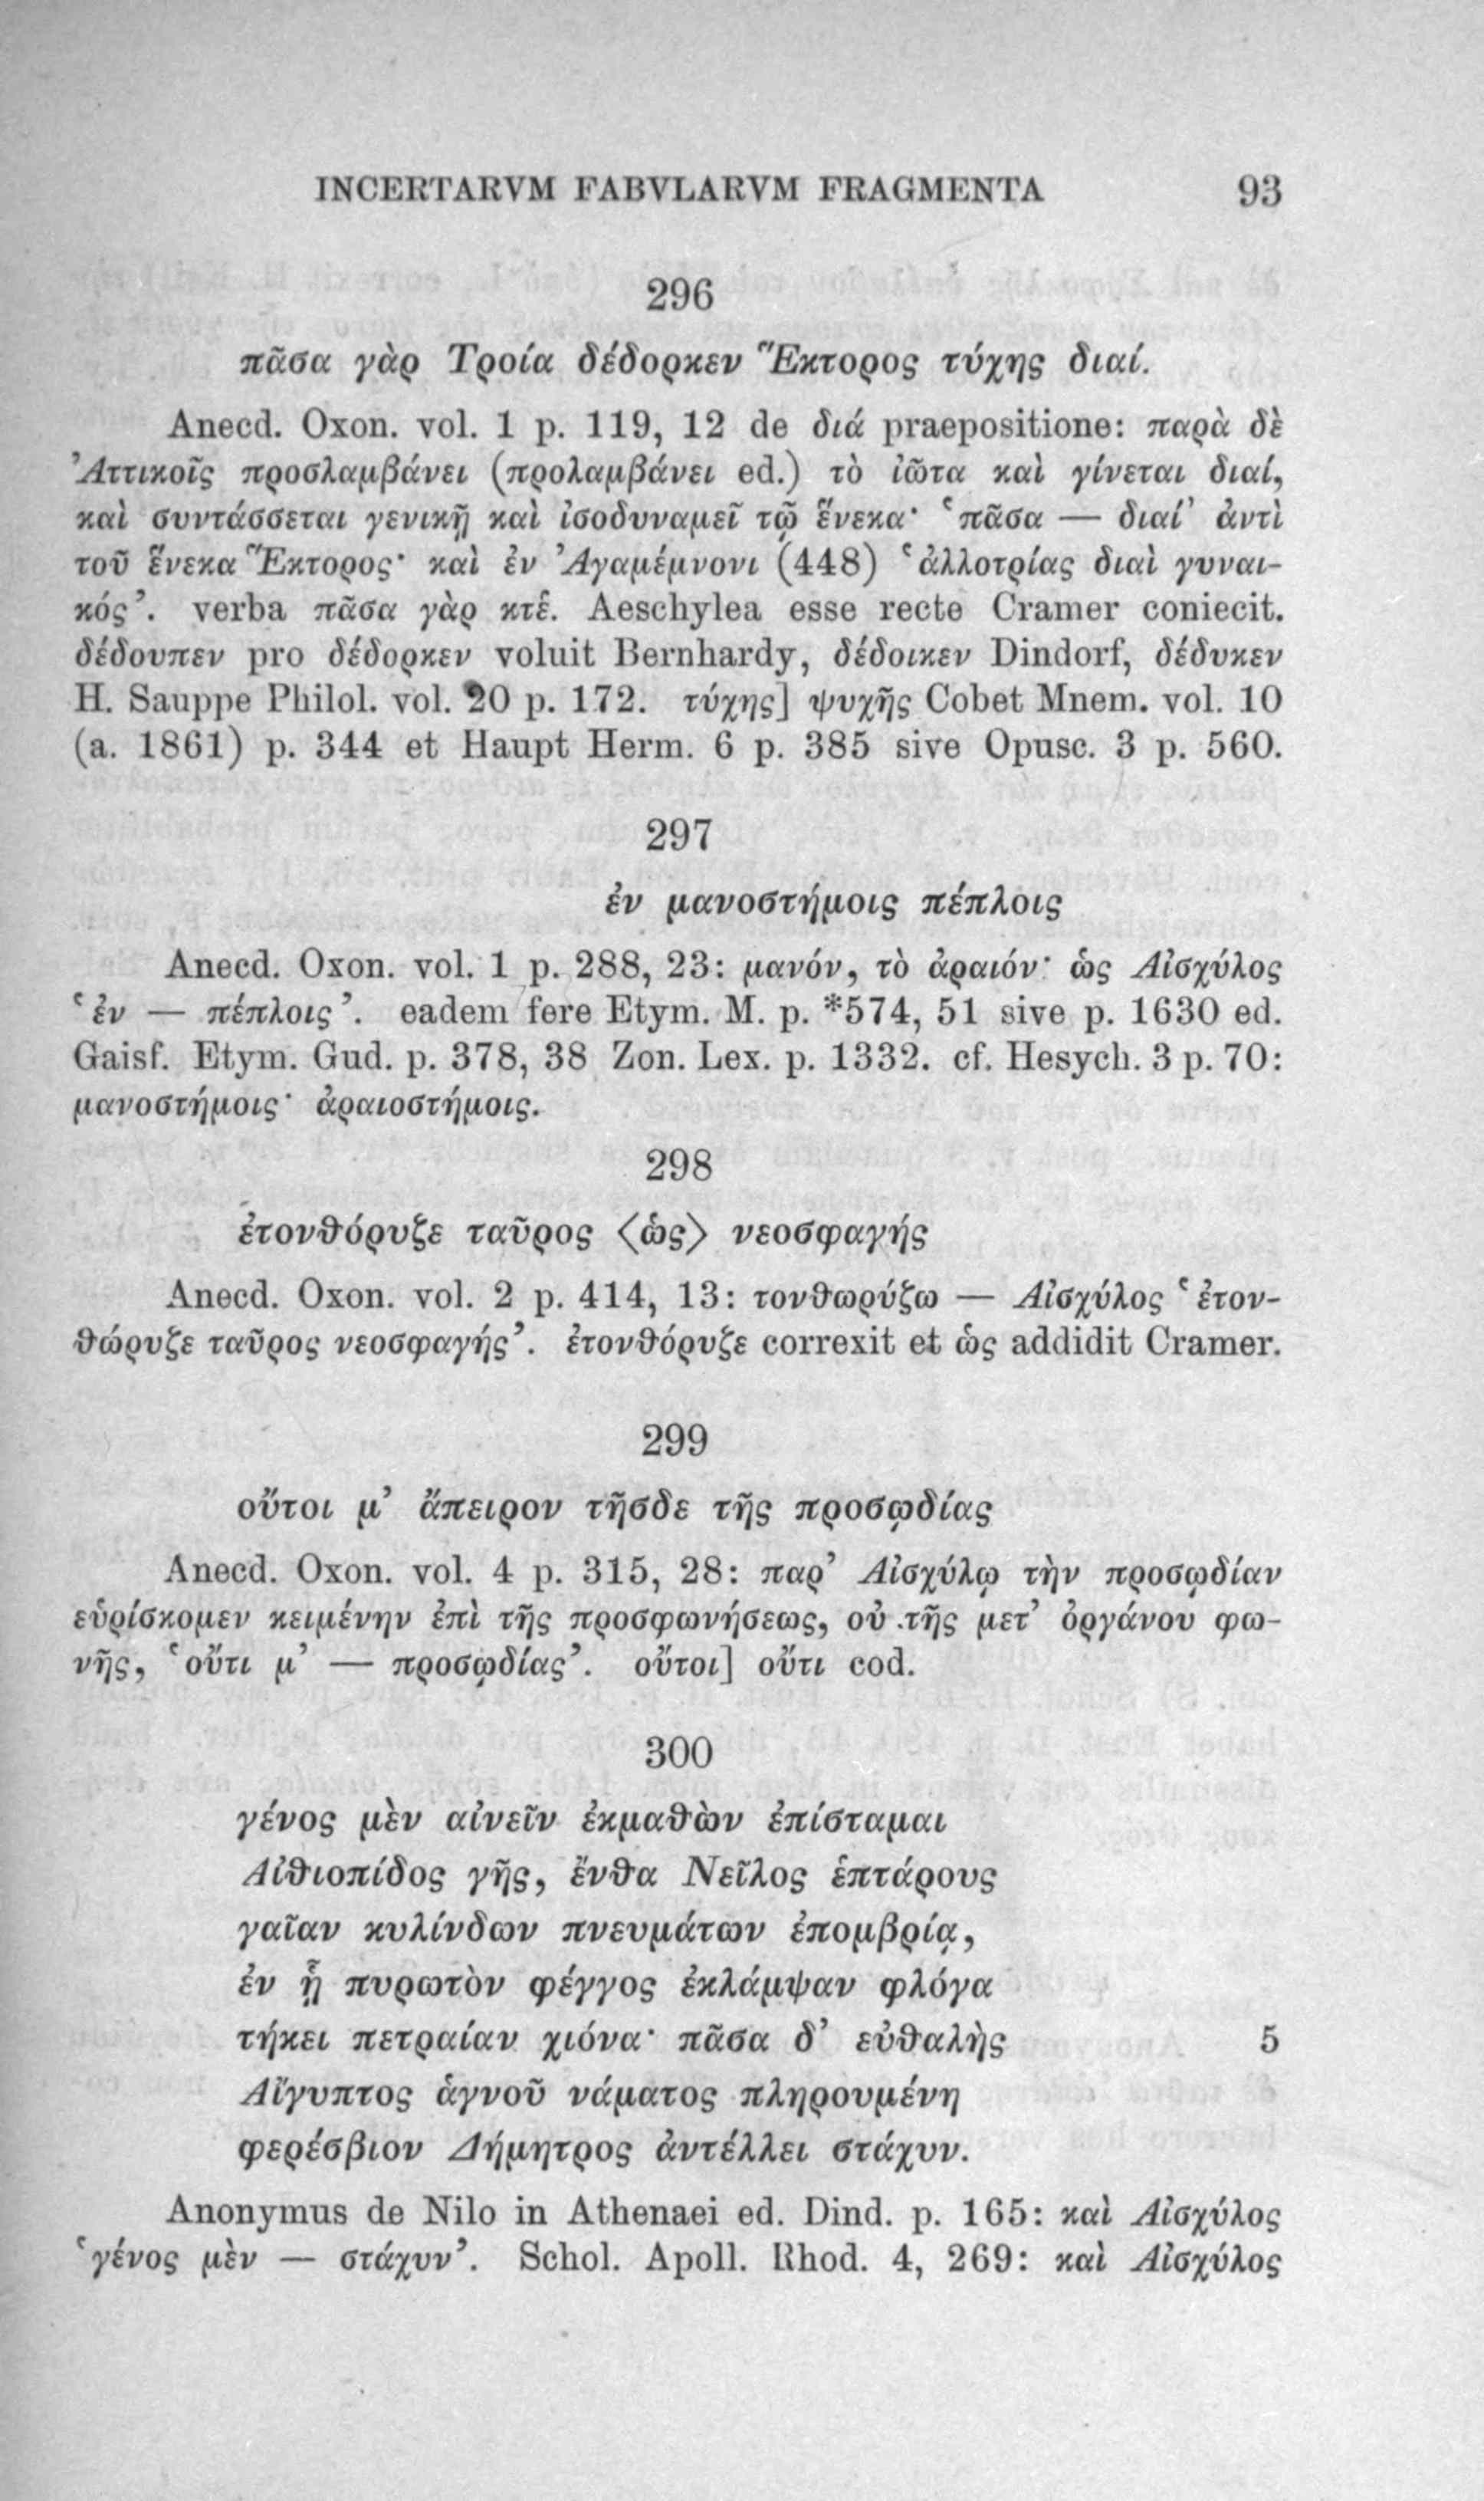 INCERTARVM FABVLARVM FRAGMENTA 93
296
πᾶσα γὰρ Τροία δέδορκεν Ἕκτορος τύχης διαί.
Anecd. Oxon. vol. 1 p. 119, 12 de διά praepositione: παρὰ δὲ
Ἀττικοῖς προσλαμβάνει (προλαμβάνει ed.) τὸ ἰῶτα καὶ γίνεται διαί,
καὶ συντάσσεται γενικῇ καὶ ἰσοδυναμεῖ τῷ ἕνεκα· ‘πᾶσα — διαί’ ἀντὶ
τοῦ ἕνεκα Ἕκτορος· καὶ ἐν Ἀγαμέμνονι (448) ‘ἀλλοτρίας διαὶ γυναι-
κός’. verba πᾶσα γὰρ κτἑ. Aeschylea esse recte Cramer coniecit.
δέδουπεν pro δέδορκεν voluit Bernhardy, δέδοικεν Dindorf, δέδυκεν
H. Sauppe Philol. vol. 20 p. 172. τύχης] ψυχῆς Cobet Mnem. vol. 10
(a. 1861) p. 344 et Haupt Herm. 6 p. 385 sive Opusc. 3 p. 560.
297
ἐν μανοστήμοις πέπλοις
Anecd. Oxon. vol. 1 p. 288, 23: μανόν, τὸ ἀραιόν· ὡς Αἰσχύλος
‘ἐν — πέπλοις’. eadem fere Etym. M. p. *574, 51 sive p. 1630 ed.
Gaisf. Etym. Gud. p. 378, 38 Zon. Lex. p. 1332. cf. Hesych. 3 p. 70:
μανοστήμοις· ἀραιοστήμοις.
298
ἐτονθόρυξε ταῦρος 〈ὡς〉 νεοσφαγής
Anecd. Oxon. vol. 2 p. 414, 13: τονθωρύζω — Αἰσχύλος ‘ἐτον-
θώρυξε ταῦρος νεοσφαγής’. ἐτονθόρυξε correxit et ὡς addidit Cramer.
299
οὔτοι μ’ ἄπειρον τῆσδε τῆς προσῳδίας
Anecd. Oxon. vol. 4 p. 315, 28: παρ’ Αἰσχύλῳ τὴν προσῳδίαν
εὑρίσκομεν κειμένην ἐπὶ τῆς προσφωνήσεως, οὐ τῆς μετ’ ὀργάνου φω-
νῆς, ‘οὔτι μ’ — προσῳδίας’. οὔτοι] οὔτι cod.
300
γένος μὲν αἰνεῖν ἐκμαθὼν ἐπίσταμαι
Αἰθιοπίδος γῆς, ἔνθα Νεῖλος ἑπτάρους
γαῖαν κυλίνδων πνευμάτων ἐπομβρίᾳ,
ἐν ᾗ πυρωτὸν φέγγος ἐκλάμψαν φλόγα
τήκει πετραίαν χιόνα· πᾶσα δ’ εὐθαλὴς 5
Αἴγυπτος ἁγνοῦ νάματος πληρουμένη
φερέσβιον Δήμητρος ἀντέλλει στάχυν.
Anonymus de Nilo in Athenaei ed. Dind. p. 165: καὶ Αἰσχύλος
‘γένος μὲν — στάχυν’. Schol. Apoll. Rhod. 4, 269: καὶ Αἰσχύλος